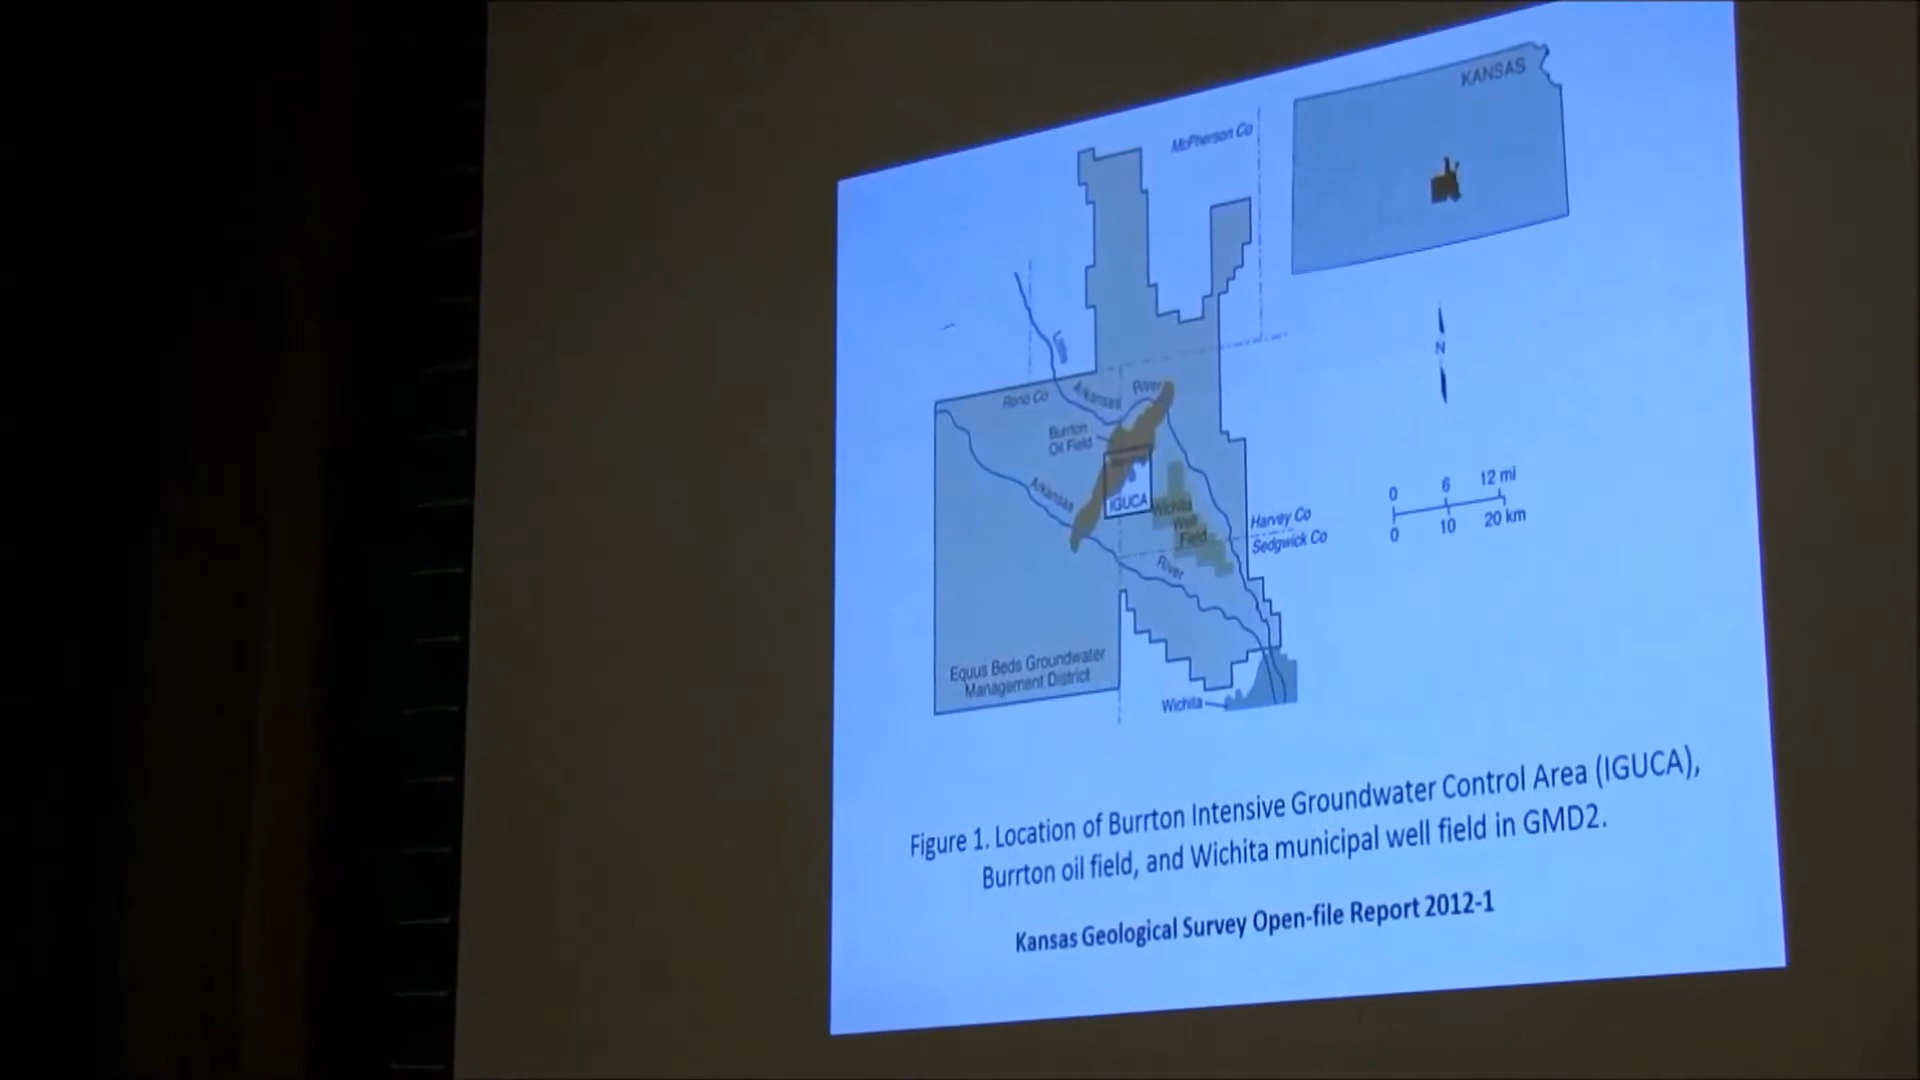 KANSAS
McPherson Co
Little
Reno Co
Arkansas
River
Burrton
Oil Field
Arkansas
IGUCA
Wichita
Well
Field
River
Harvey Co
Sedgwick Co
N
0 6 12 mi
0 10 20 km
Equus Beds Groundwater
Management District
Wichita
Figure 1. Location of Burrton Intensive Groundwater Control Area (IGUCA),
Burrton oil field, and Wichita municipal well field in GMD2.
Kansas Geological Survey Open-file Report 2012-1